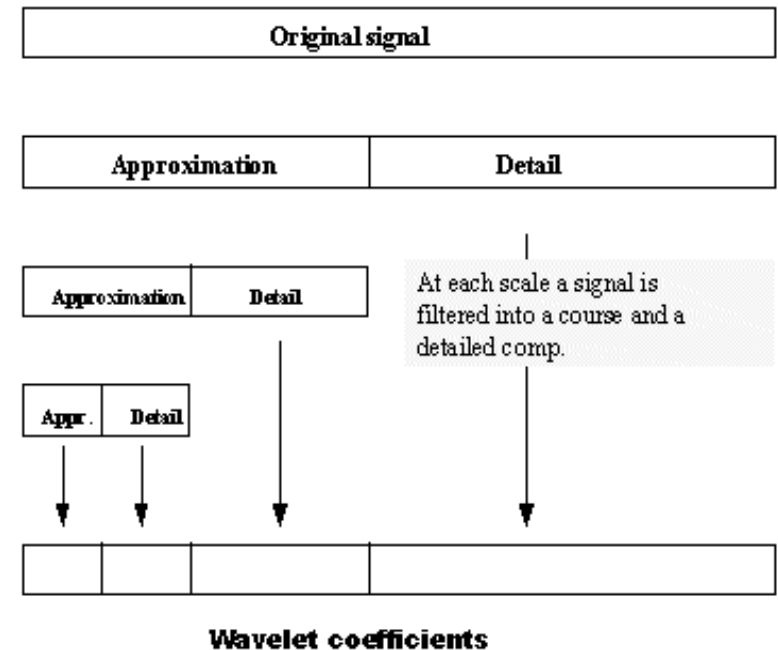 Original signal
Approximation Detail
Approximation Detail
At each scale a signal is
filtered into a course and a
detailed comp.
Appr. Detail
Wavelet coefficients